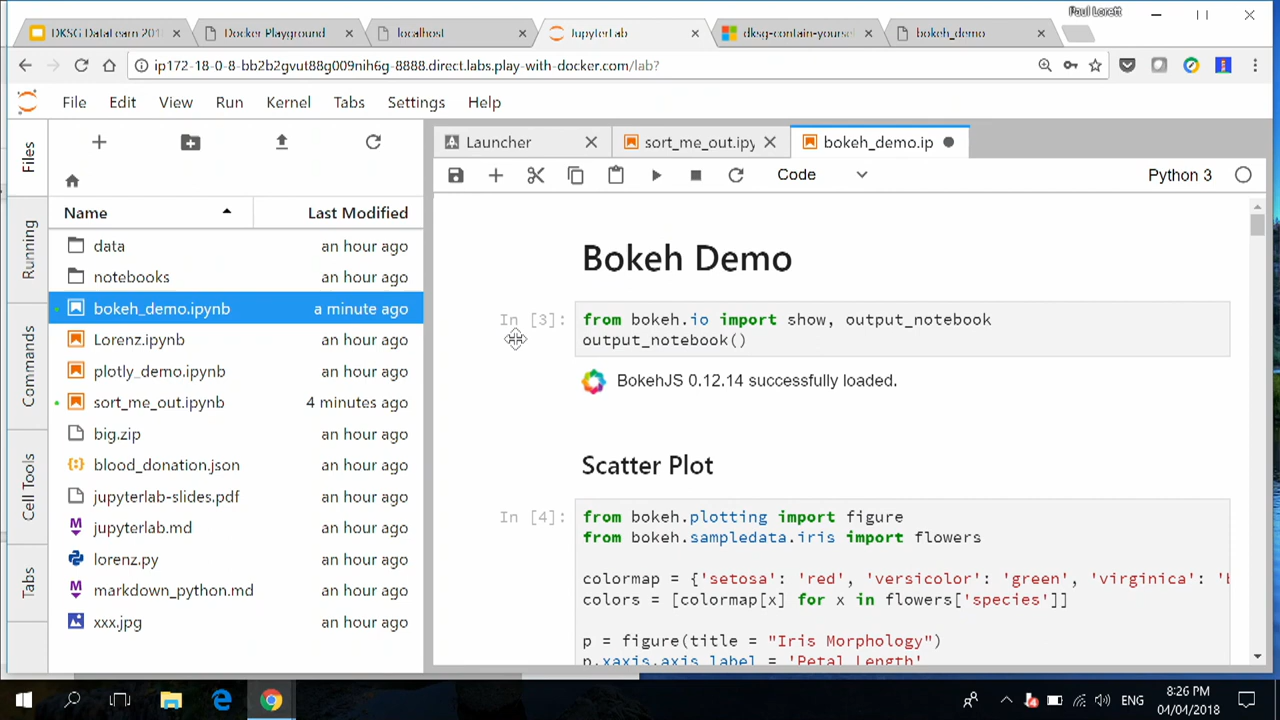 Paul Lorett
DKSG DataLearn 201
Docker Playground
localhost
JupyterLab
dksg-contain-yoursel
bokeh_demo
ip172-18-0-8-bb2b2gvut88g009nih6g-8888.direct.labs.play-with-docker.com/lab?
File Edit View Run Kernel Tabs Settings Help
Files
Running
Commands
Cell Tools
Tabs
Name Last Modified
data an hour ago
notebooks an hour ago
bokeh_demo.ipynb a minute ago
Lorenz.ipynb an hour ago
plotly_demo.ipynb an hour ago
sort_me_out.ipynb 4 minutes ago
big.zip an hour ago
blood_donation.json an hour ago
jupyterlab-slides.pdf an hour ago
jupyterlab.md an hour ago
lorenz.py an hour ago
markdown_python.md an hour ago
xxx.jpg an hour ago
Launcher
sort_me_out.ipy
bokeh_demo.ip
Code
Python 3
Bokeh Demo
In [3]: from bokeh.io import show, output_notebook
output_notebook()
BokehJS 0.12.14 successfully loaded.
Scatter Plot
In [4]: from bokeh.plotting import figure
from bokeh.sampledata.iris import flowers
colormap = {'setosa': 'red', 'versicolor': 'green', 'virginica': 'b
colors = [colormap[x] for x in flowers['species']]
p = figure(title = "Iris Morphology")
p.xaxis.axis_label = 'Petal Length'
ENG
8:26 PM
04/04/2018